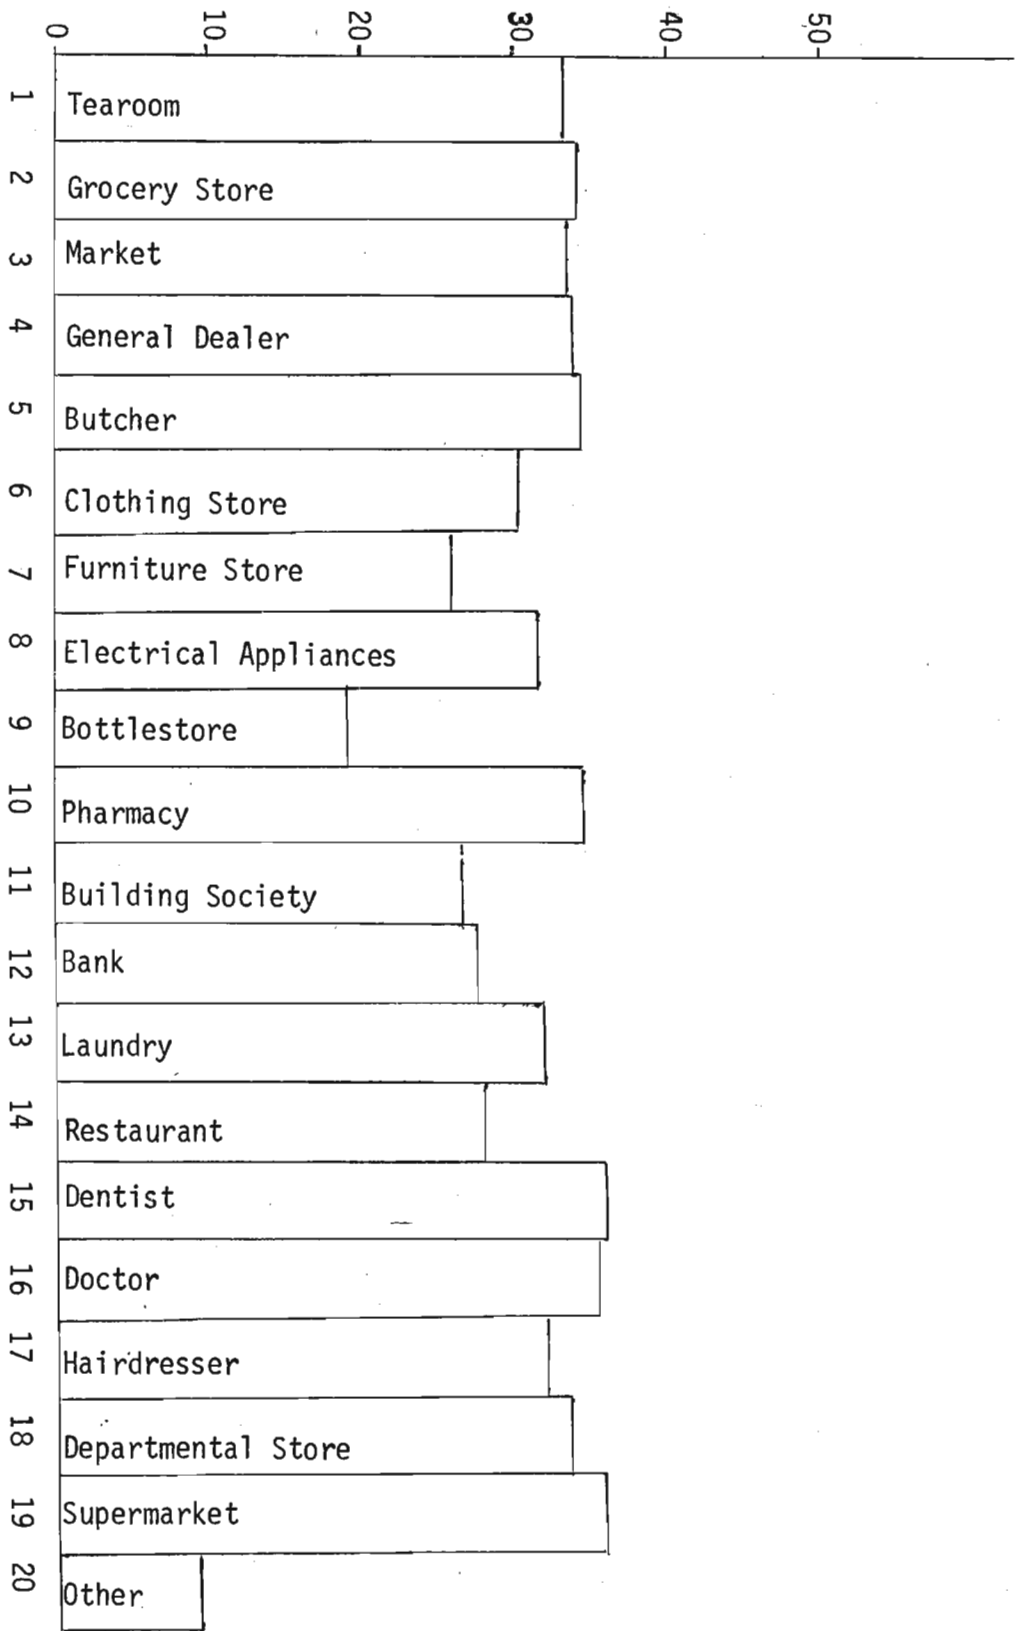 0 10 20 30 40 50
1 Tearoom
2 Grocery Store
3 Market
4 General Dealer
5 Butcher
6 Clothing Store
7 Furniture Store
8 Electrical Appliances
9 Bottlestore
10 Pharmacy
11 Building Society
12 Bank
13 Laundry
14 Restaurant
15 Dentist
16 Doctor
17 Hairdresser
18 Departmental Store
19 Supermarket
20 Other